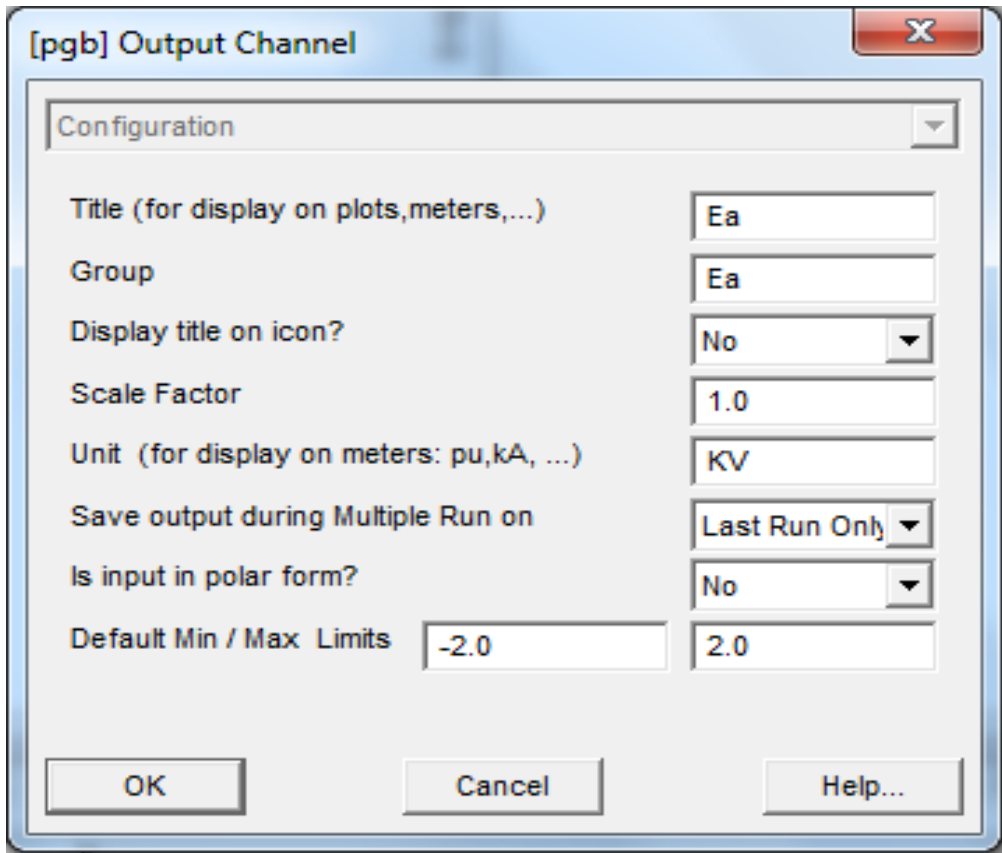 [pgb] Output Channel
Configuration
Title (for display on plots,meters,...) Ea
Group Ea
Display title on icon? No
Scale Factor 1.0
Unit (for display on meters: pu,kA, ...) KV
Save output during Multiple Run on Last Run Only
Is input in polar form? No
Default Min / Max Limits -2.0 2.0
OK Cancel Help...